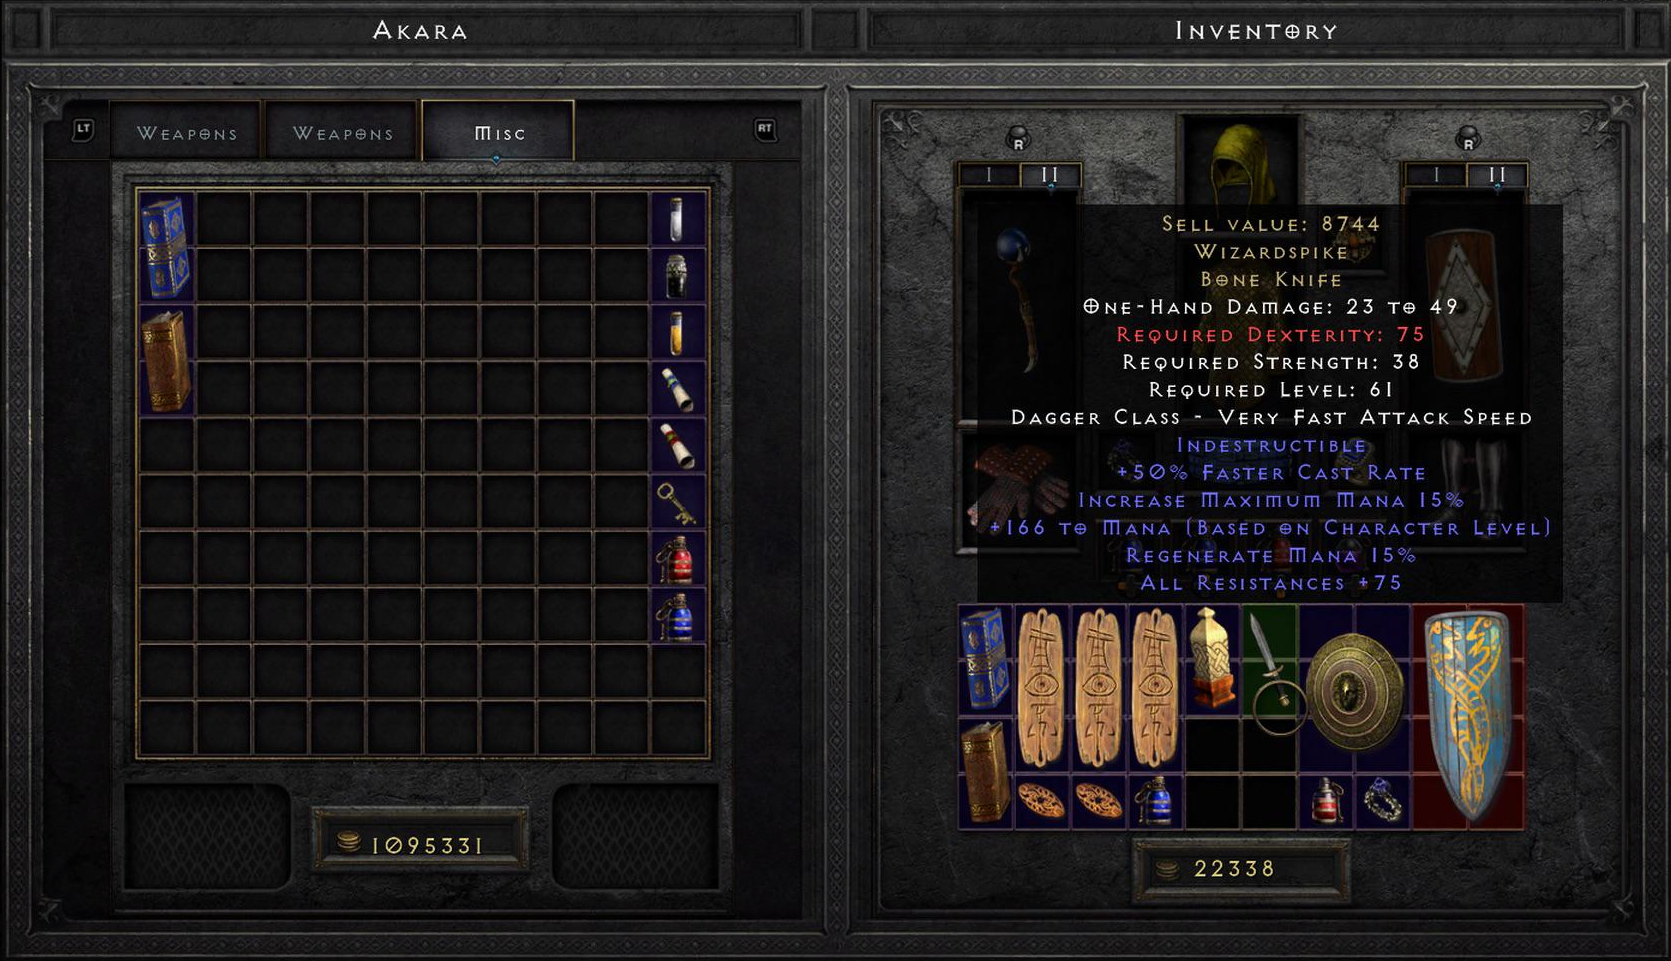 Akara
Inventory
LT
Weapons
Weapons
Misc
RT
R
R
I
II
I
II
Sell value: 8744
Wizardspike
Bone Knife
One-Hand Damage: 23 to 49
Required Dexterity: 75
Required Strength: 38
Required Level: 61
Dagger Class - Very Fast Attack Speed
Indestructible
+50% Faster Cast Rate
Increase Maximum Mana 15%
+166 to Mana (Based on Character Level)
Regenerate Mana 15%
All Resistances +75
1095331
22338